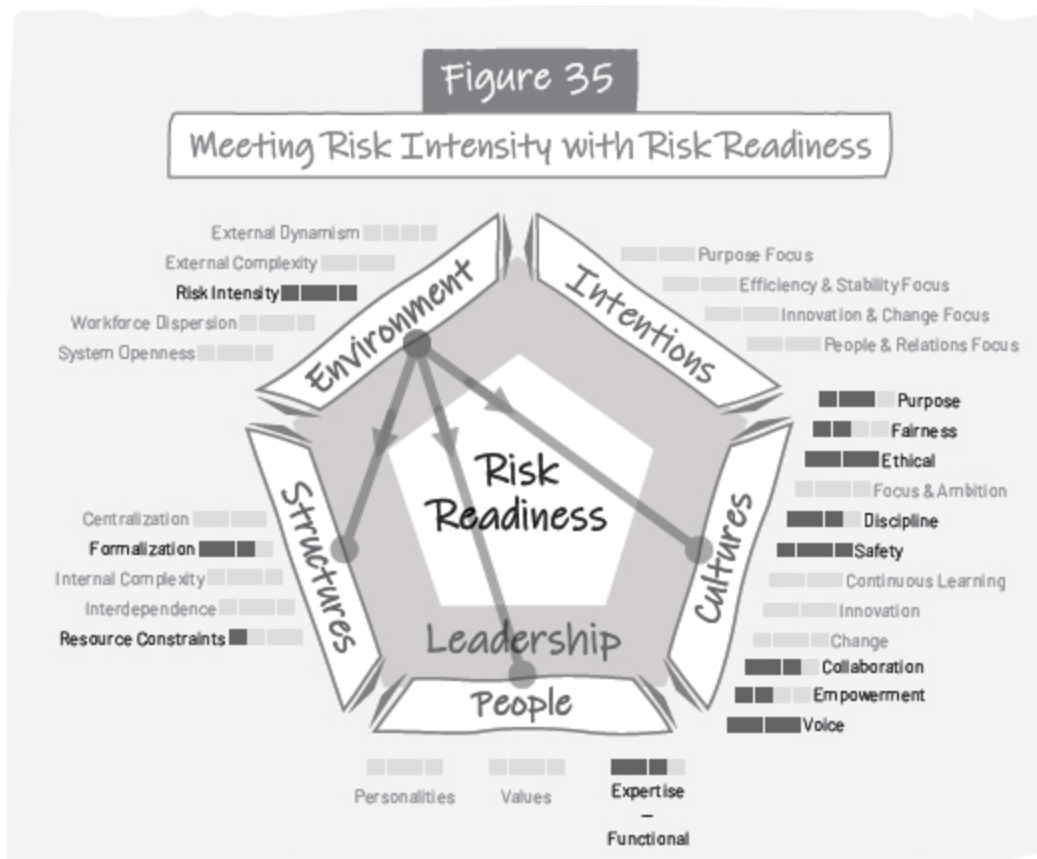 Figure 35
Meeting Risk Intensity with Risk Readiness
External Dynamism
External Complexity
Risk Intensity
Workforce Dispersion
System Openness
Environment
Intentions
Purpose Focus
Efficiency & Stability Focus
Innovation & Change Focus
People & Relations Focus
Purpose
Fairness
Ethical
Focus & Ambition
Discipline
Safety
Continuous Learning
Innovation
Change
Collaboration
Empowerment
Voice
Cultures
Risk
Readiness
Structures
Centralization
Formalization
Internal Complexity
Interdependence
Resource Constraints
Leadership
People
Personalities
Values
Expertise
–
Functional